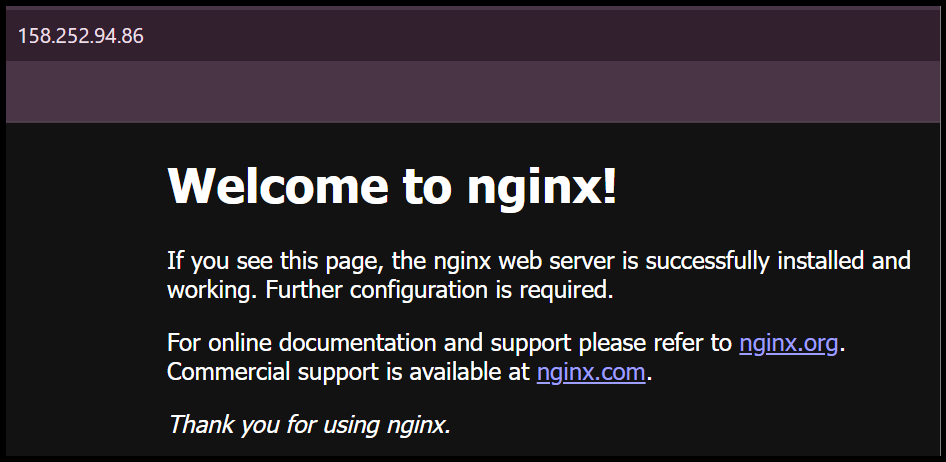 158.252.94.86
Welcome to nginx!
If you see this page, the nginx web server is successfully installed and
working. Further configuration is required.
For online documentation and support please refer to nginx.org.
Commercial support is available at nginx.com.
Thank you for using nginx.